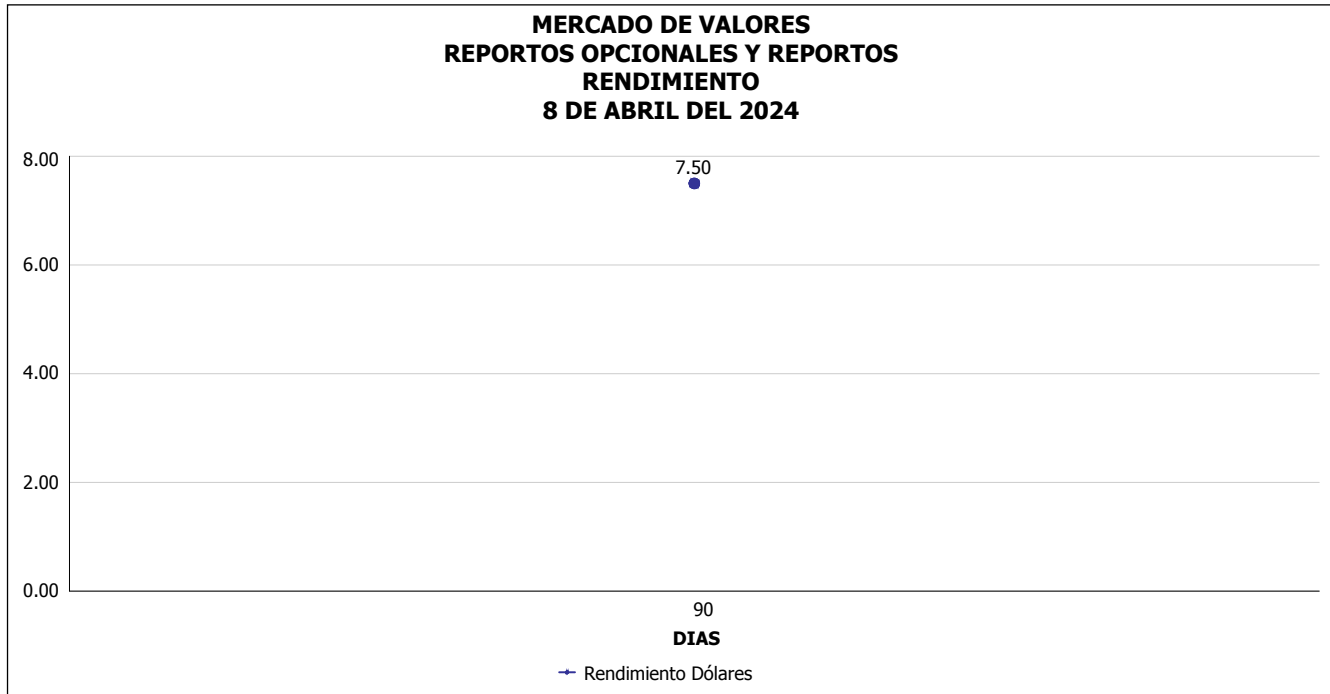 MERCADO DE VALORES
REPORTOS OPCIONALES Y REPORTOS
RENDIMIENTO
8 DE ABRIL DEL 2024
8.00
7.50
6.00
4.00
2.00
0.00
90
DIAS
Rendimiento Dólares